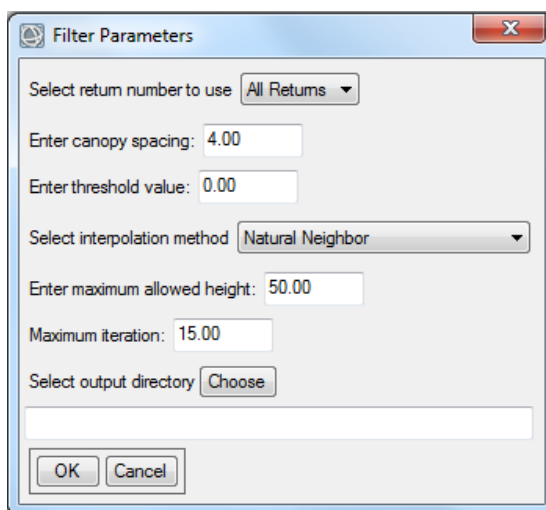 Filter Parameters
Select return number to use All Returns
Enter canopy spacing: 4.00
Enter threshold value: 0.00
Select interpolation method Natural Neighbor
Enter maximum allowed height: 50.00
Maximum iteration: 15.00
Select output directory Choose
OK Cancel